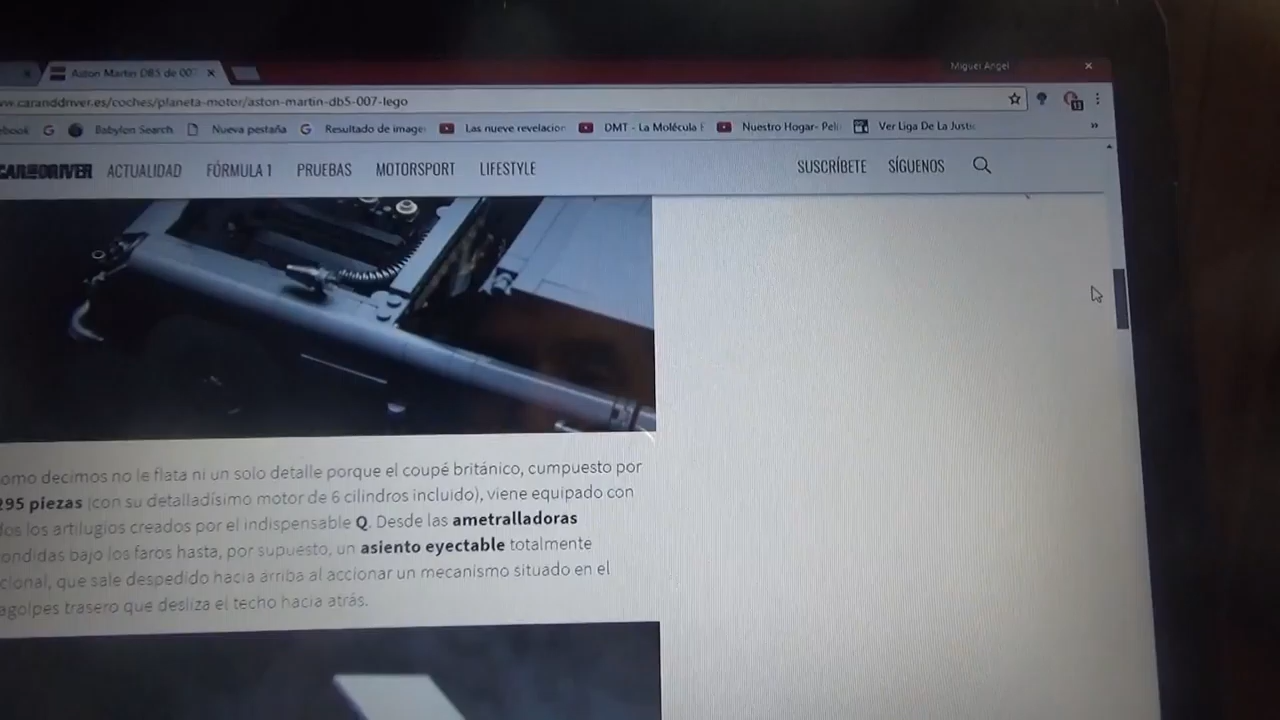 Aston Martin DB5 de 007
Miguel Angel
w.caranddriver.es/coches/planeta-motor/aston-martin-db5-007-lego
13
ebook
Babylon Search
Nueva pestaña
Resultado de image
Las nueve revelacion
DMT - La Molécula
Nuestro Hogar- Pelí
Ver Liga De La Justic
»
CAR AND DRIVER ACTUALIDAD FÓRMULA 1 PRUEBAS MOTORSPORT LIFESTYLE SUSCRÍBETE SÍGUENOS
omo decimos no le flata ni un solo detalle porque el coupé británico, cumpuesto por
295 piezas (con su detalladísimo motor de 6 cilindros incluido), viene equipado con
dos los artilugios creados por el indispensable Q. Desde las ametralladoras
ondidas bajo los faros hasta, por supuesto, un asiento eyectable totalmente
cional, que sale despedido hacia arriba al accionar un mecanismo situado en el
agolpes trasero que desliza el techo hacia atrás.